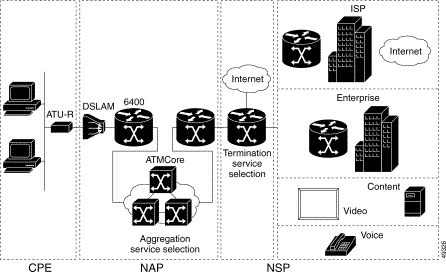 ISP
Internet
Internet
Enterprise
6400
DSLAM
ATU-R
ATMCore
Termination
service
selection
Aggregation
service selection
Content
Video
Voice
CPE
NAP
NSP
49326